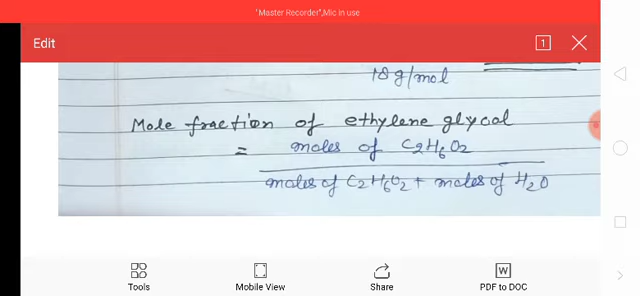 "Master Recorder",Mic in use
Edit
1
18 g/mol
Mole fraction of ethylene glycol
= moles of C2H6O2
moles of C2H6O2 + moles of H2O
Tools
Mobile View
Share
W
PDF to DOC